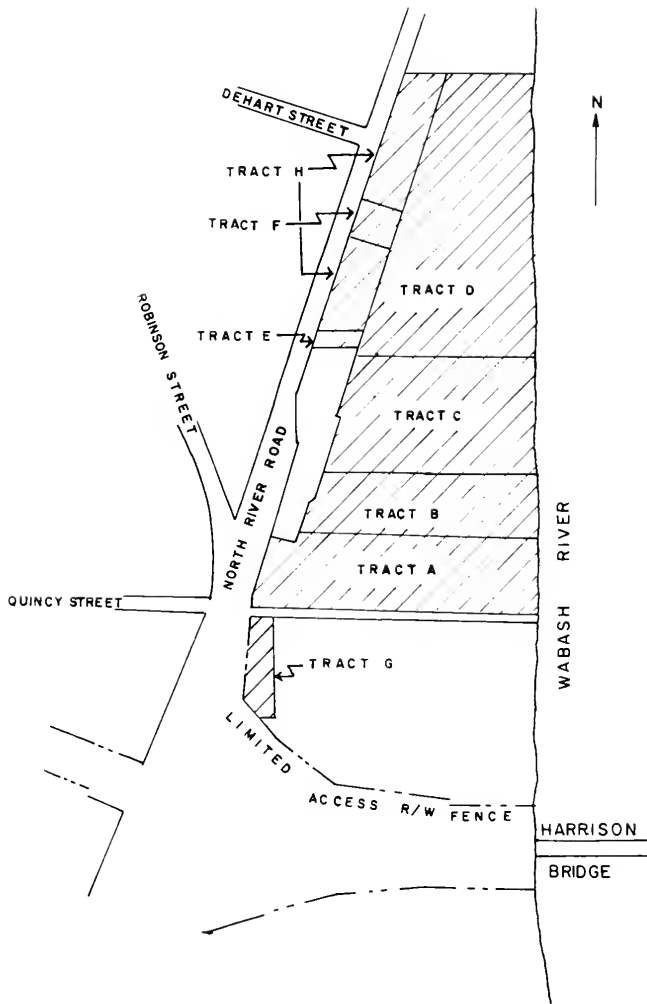 DEHART STREET
N
TRACT H
TRACT F
TRACT D
ROBINSON STREET
TRACT E
TRACT C
NORTH RIVER ROAD
TRACT B
WABASH RIVER
TRACT A
QUINCY STREET
TRACT G
LIMITED ACCESS R/W FENCE
HARRISON
BRIDGE